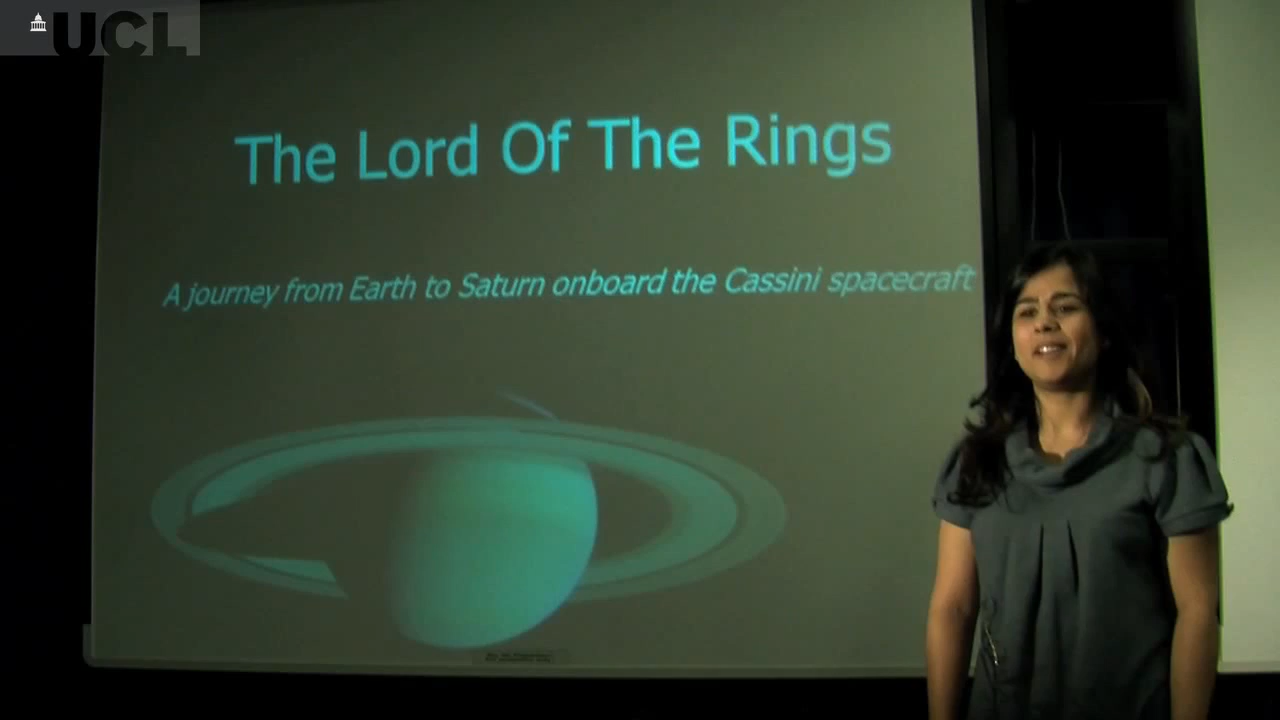 UCL
The Lord Of The Rings
A journey from Earth to Saturn onboard the Cassini spacecraft